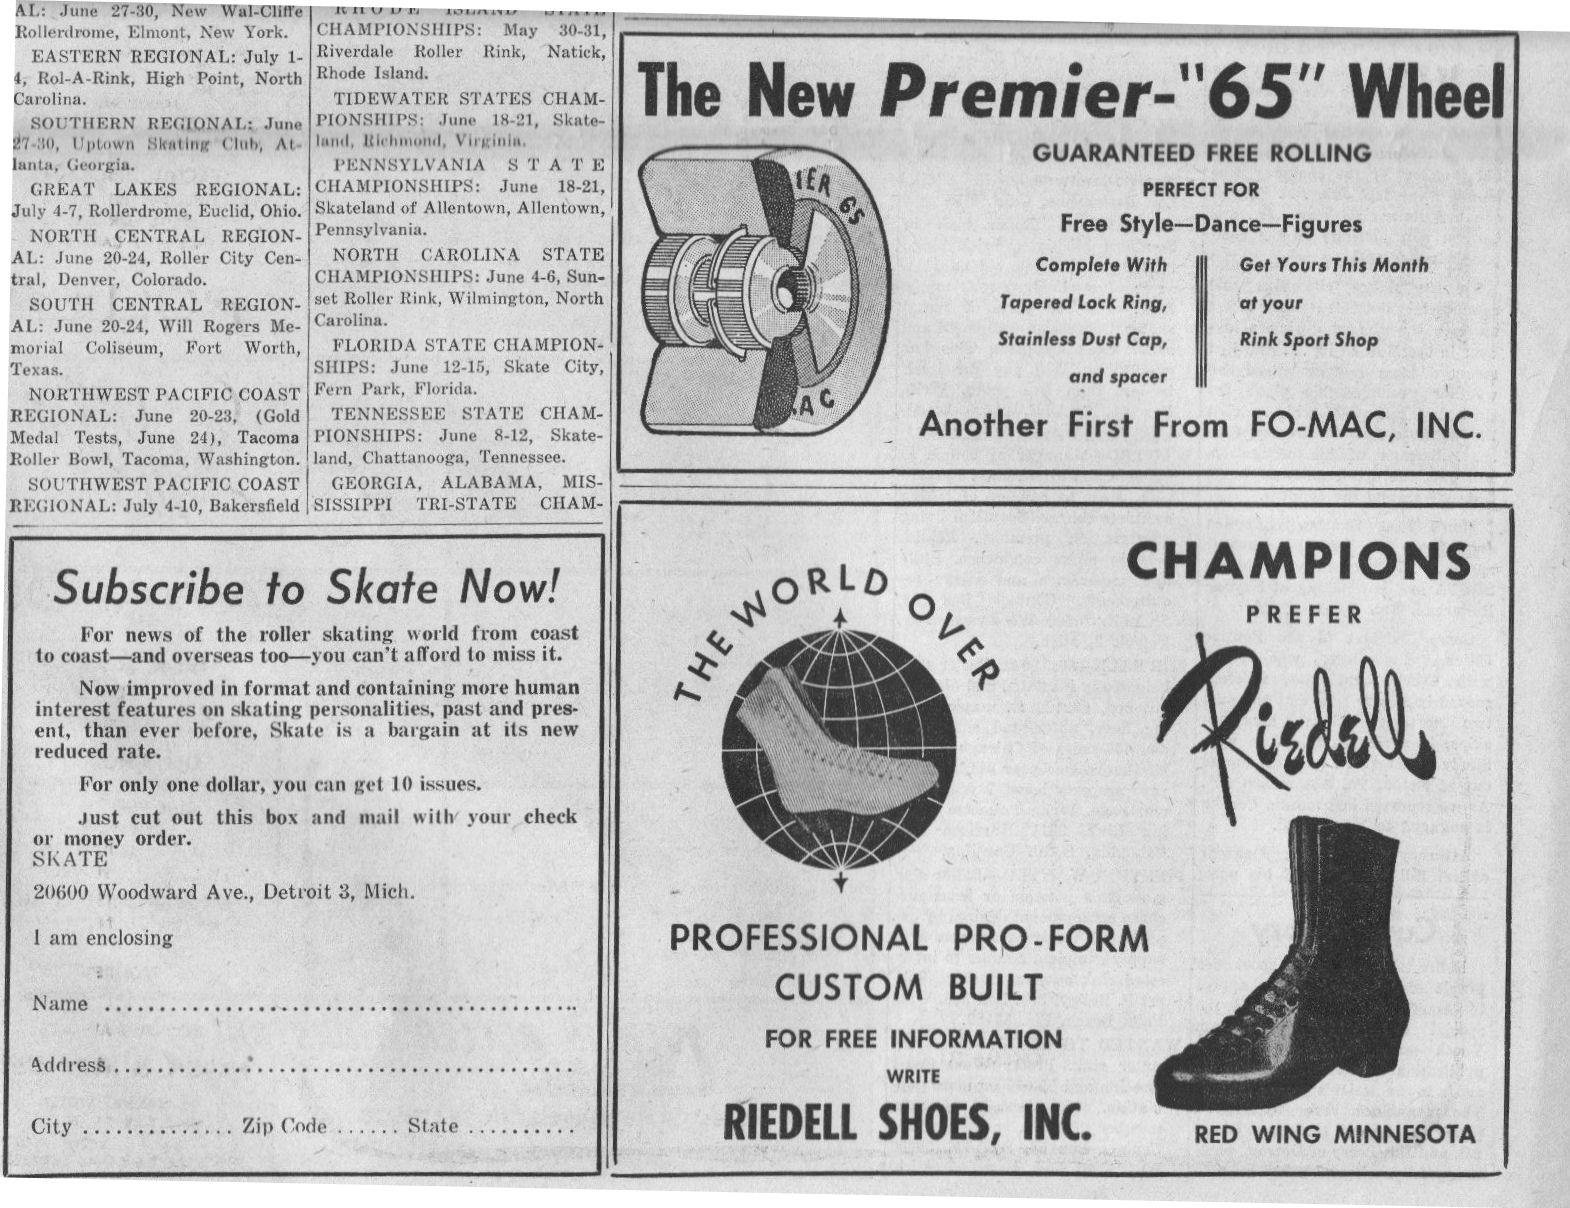 AL: June 27-30, New Wal-Cliffe
Rollerdrome, Elmont, New York.
EASTERN REGIONAL: July 1-
4, Rol-A-Rink, High Point, North
Carolina.
SOUTHERN REGIONAL: June
27-30, Uptown Skating Club, At-
lanta, Georgia.
GREAT LAKES REGIONAL:
July 4-7, Rollerdrome, Euclid, Ohio.
NORTH CENTRAL REGION-
AL: June 20-24, Roller City Cen-
tral, Denver, Colorado.
SOUTH CENTRAL REGION-
AL: June 20-24, Will Rogers Me-
morial Coliseum, Fort Worth,
Texas.
NORTHWEST PACIFIC COAST
REGIONAL: June 20-23, (Gold
Medal Tests, June 24), Tacoma
Roller Bowl, Tacoma, Washington.
SOUTHWEST PACIFIC COAST
REGIONAL: July 4-10, Bakersfield
RHODE ISLAND STATE
CHAMPIONSHIPS: May 30-31,
Riverdale Roller Rink, Natick,
Rhode Island.
TIDEWATER STATES CHAM-
PIONSHIPS: June 18-21, Skate-
land, Richmond, Virginia.
PENNSYLVANIA STATE
CHAMPIONSHIPS: June 18-21,
Skateland of Allentown, Allentown,
Pennsylvania.
NORTH CAROLINA STATE
CHAMPIONSHIPS: June 4-6, Sun-
set Roller Rink, Wilmington, North
Carolina.
FLORIDA STATE CHAMPION-
SHIPS: June 12-15, Skate City,
Fern Park, Florida.
TENNESSEE STATE CHAM-
PIONSHIPS: June 8-12, Skate-
land, Chattanooga, Tennessee.
GEORGIA, ALABAMA, MIS-
SISSIPPI TRI-STATE CHAM-
Subscribe to Skate Now!
For news of the roller skating world from coast
to coast—and overseas too—you can't afford to miss it.
Now improved in format and containing more human
interest features on skating personalities, past and pres-
ent, than ever before, Skate is a bargain at its new
reduced rate.
For only one dollar, you can get 10 issues.
Just cut out this box and mail with your check
or money order.
SKATE
20600 Woodward Ave., Detroit 3, Mich.
I am enclosing
Name ..........................................
Address ..........................................
City .............. Zip Code ...... State ..........
The New Premier-"65" Wheel
IER 65
AC
GUARANTEED FREE ROLLING
PERFECT FOR
Free Style—Dance—Figures
Complete With
Tapered Lock Ring,
Stainless Dust Cap,
and spacer
Get Yours This Month
at your
Rink Sport Shop
Another First From FO-MAC, INC.
THE WORLD OVER
CHAMPIONS
PREFER
Riedell
PROFESSIONAL PRO-FORM
CUSTOM BUILT
FOR FREE INFORMATION
WRITE
RIEDELL SHOES, INC.
RED WING MINNESOTA